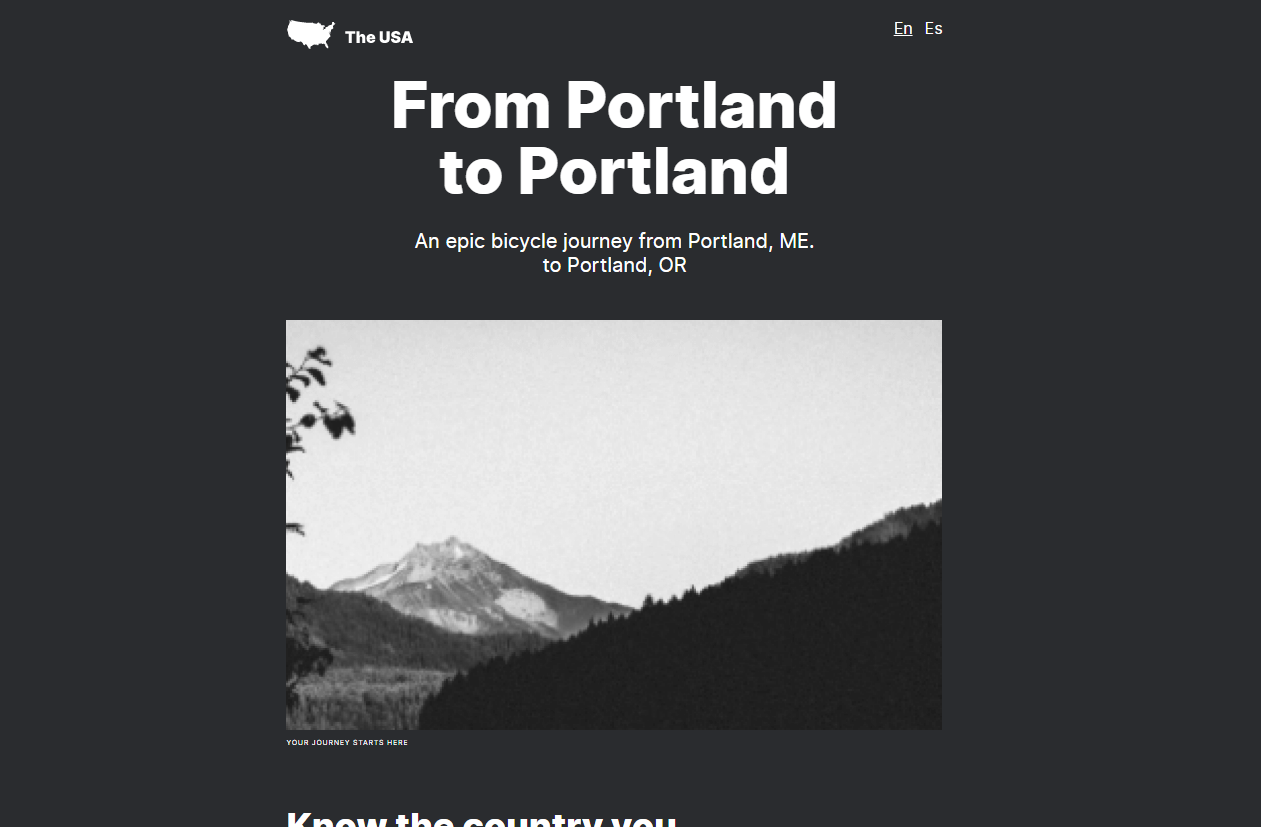 The USA
En Es
From Portland
to Portland
An epic bicycle journey from Portland, ME.
to Portland, OR
YOUR JOURNEY STARTS HERE
Know the country you